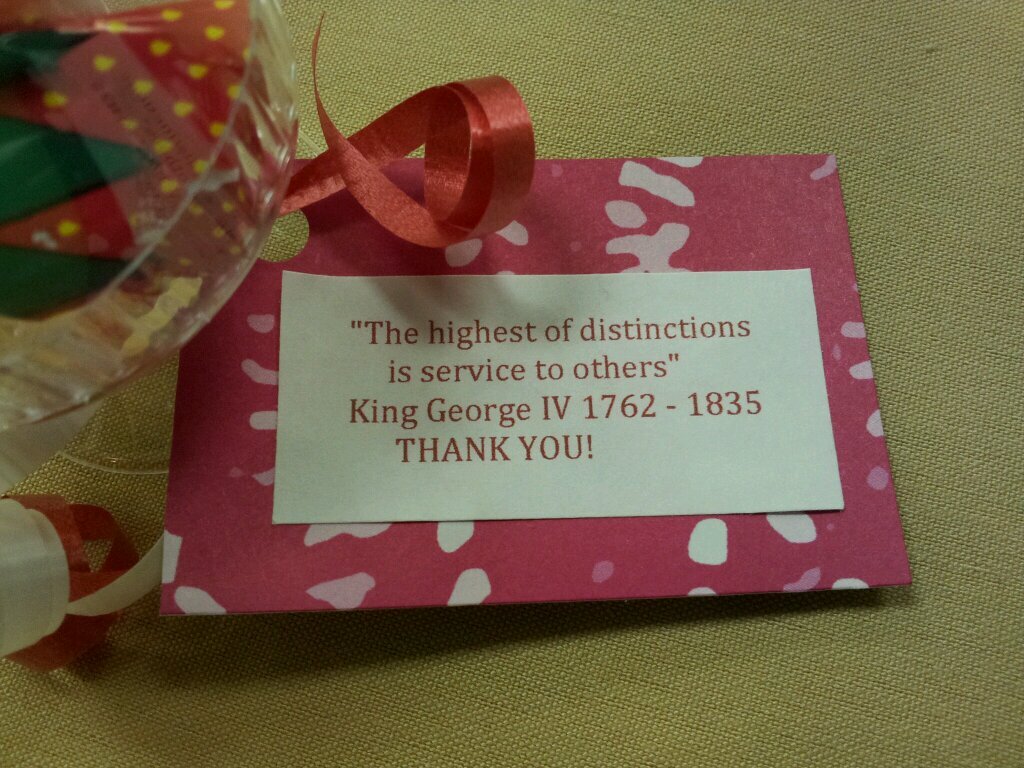 "The highest of distinctions
is service to others"
King George IV 1762 - 1835
THANK YOU!